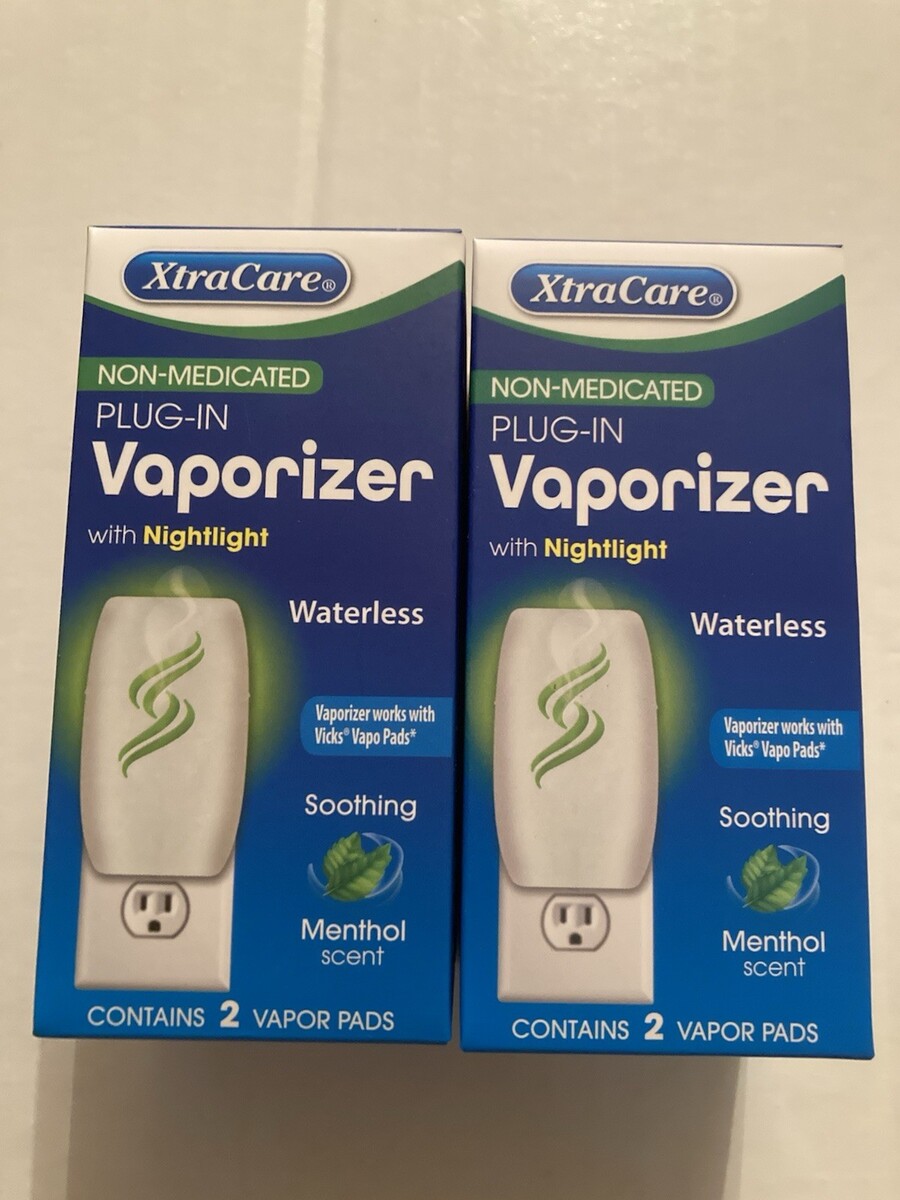 XtraCare®
NON-MEDICATED
PLUG-IN
Vaporizer
with Nightlight
Waterless
Vaporizer works with
Vicks® Vapo Pads*
Soothing
Menthol
scent
CONTAINS 2 VAPOR PADS
XtraCare®
NON-MEDICATED
PLUG-IN
Vaporizer
with Nightlight
Waterless
Vaporizer works with
Vicks® Vapo Pads*
Soothing
Menthol
scent
CONTAINS 2 VAPOR PADS